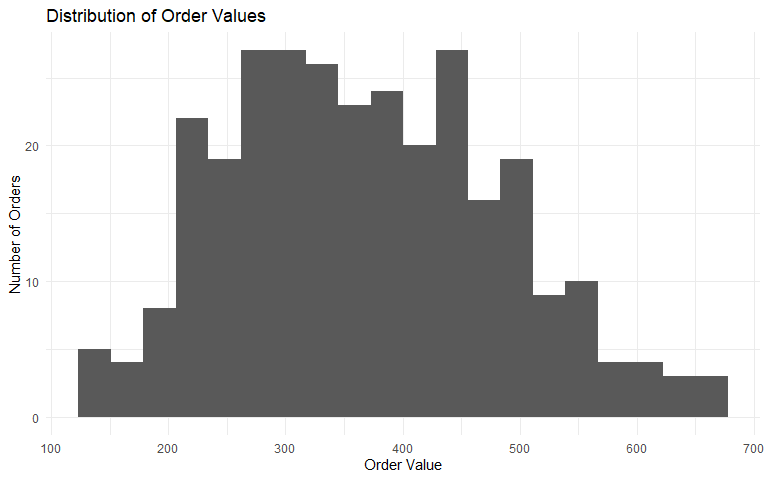 Distribution of Order Values
Number of Orders
20
10
0
100 200 300 400 500 600 700
Order Value